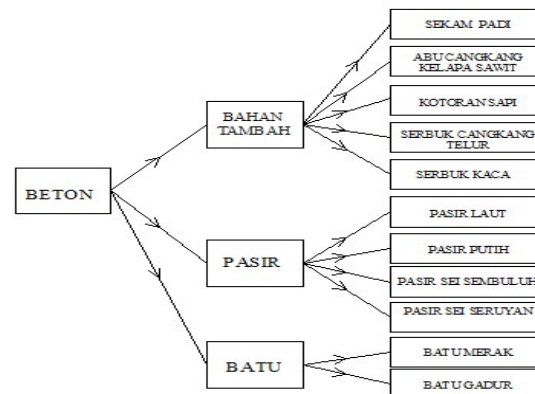 BETON
BAHAN
TAMBAH
PASIR
BATU
SEKAM PADI
ABU CANGKANG
KELAPA SAWIT
KOTORAN SAPI
SERBUK CANGKANG
TELUR
SERBUK KACA
PASIR LAUT
PASIR PUTIH
PASIR SEI SEMBULUH
PASIR SEI SERUYAN
BATU MERAK
BATU GADUR